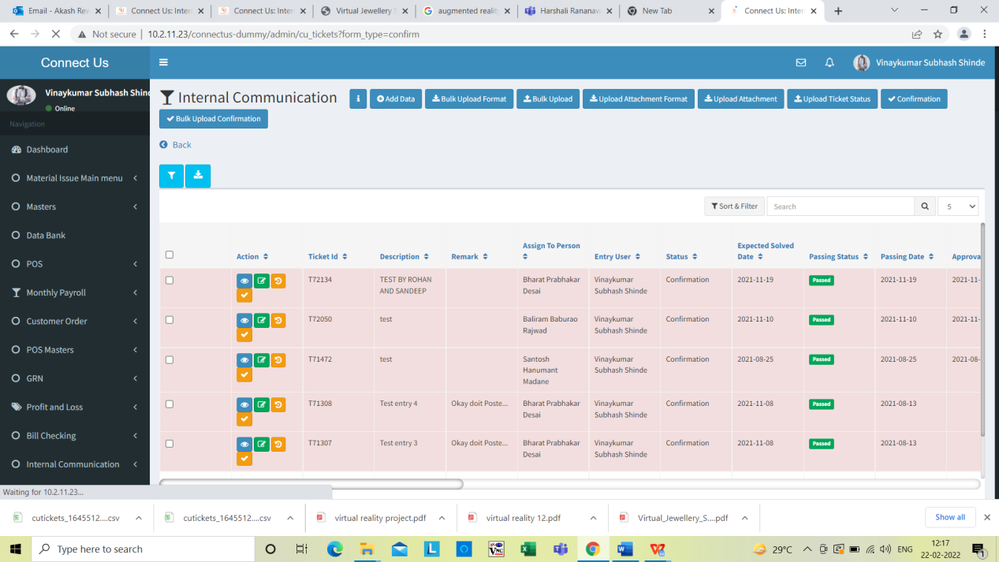 Email - Akash Rev
Contact Us: Inter
Contact Us: Inter
Virtual Jewellery S
augmented realit
Harshali Rananaw
New Tab
Connect Us: Inter
Not secure | 10.2.11.23/connectus-dummy/admin/cu_tickets?form_type=confirm
Connect Us
Vinaykumar Subhash Shinde
Vinaykumar Subhash Shind
Online
Navigation
Dashboard
Material Issue Main menu
Masters
Data Bank
POS
Monthly Payroll
Customer Order
POS Masters
GRN
Profit and Loss
Bill Checking
Internal Communication
Internal Communication
i
Add Data
Bulk Upload Format
Bulk Upload
Upload Attachment Format
Upload Attachment
Upload Ticket Status
Confirmation
Bulk Upload Confirmation
Back
Sort & Filter
Search
5
Action
Ticket Id
Description
Remark
Assign To Person
Entry User
Status
Expected Solved
Date
Passing Status
Passing Date
Approva
T72134
TEST BY ROHAN
AND SANDEEP
Bharat Prabhakar
Desai
Vinaykumar
Subhash Shinde
Confirmation
2021-11-19
Passed
2021-11-19
2021-11-
T72050
test
Baliram Baburao
Rajwad
Vinaykumar
Subhash Shinde
Confirmation
2021-11-10
Passed
2021-11-10
2021-11-
T71472
test
Santosh
Hanumant
Madane
Vinaykumar
Subhash Shinde
Confirmation
2021-08-25
Passed
2021-08-25
2021-08-
T71308
Test entry 4
Okay doit Poste...
Bharat Prabhakar
Desai
Vinaykumar
Subhash Shinde
Confirmation
2021-11-08
Passed
2021-08-13
T71307
Test entry 3
Okay doit Poste...
Bharat Prabhakar
Desai
Vinaykumar
Subhash Shinde
Confirmation
2021-11-08
Passed
2021-08-13
Waiting for 10.2.11.23...
cutickets_1645512....csv
cutickets_1645512....csv
virtual reality project.pdf
virtual reality 12.pdf
Virtual_Jewellery_S....pdf
Show all
Type here to search
29°C
ENG
12:17
22-02-2022
1